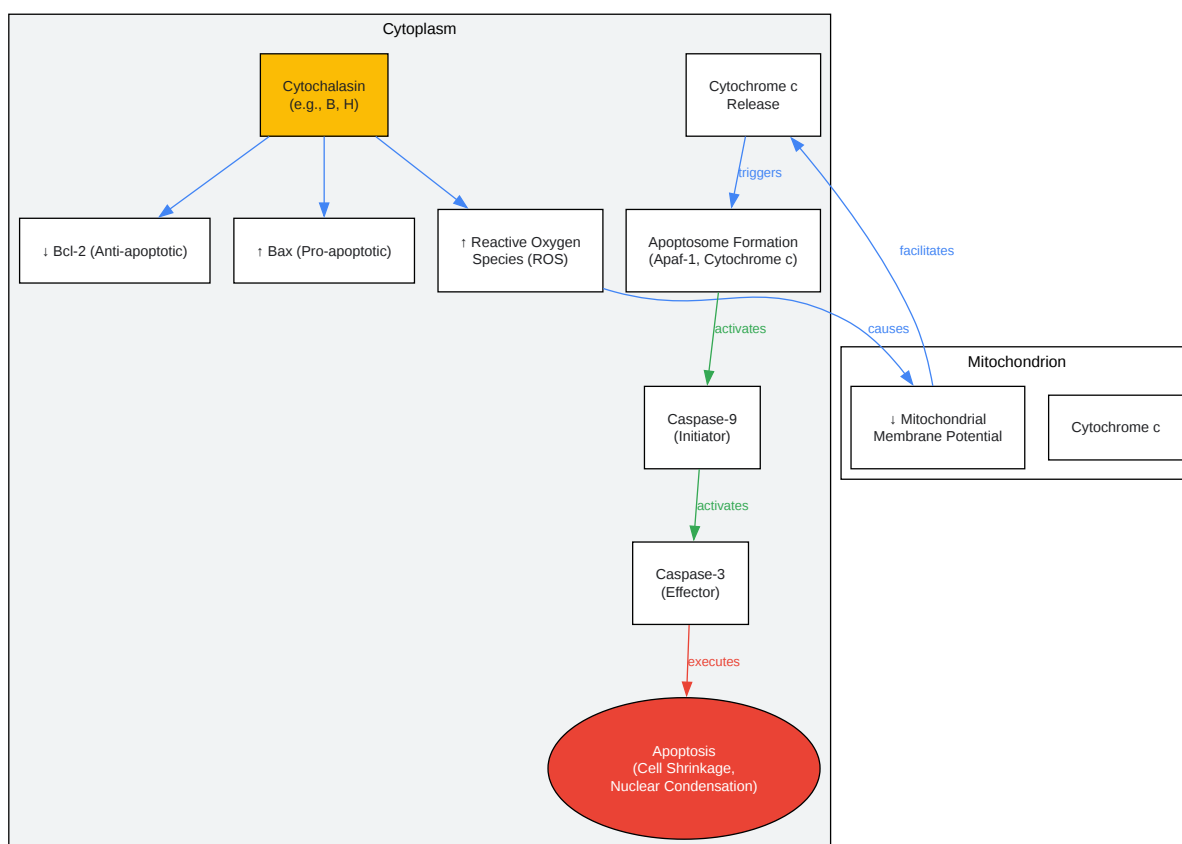 Cytoplasm
Cytochalasin
(e.g., B, H)
Cytochrome c
Release
triggers
↓ Bcl-2 (Anti-apoptotic)
↑ Bax (Pro-apoptotic)
↑ Reactive Oxygen
Species (ROS)
Apoptosome Formation
(Apaf-1, Cytochrome c)
facilitates
activates
causes
Mitochondrion
↓ Mitochondrial
Membrane Potential
Cytochrome c
Caspase-9
(Initiator)
activates
Caspase-3
(Effector)
executes
Apoptosis
(Cell Shrinkage,
Nuclear Condensation)